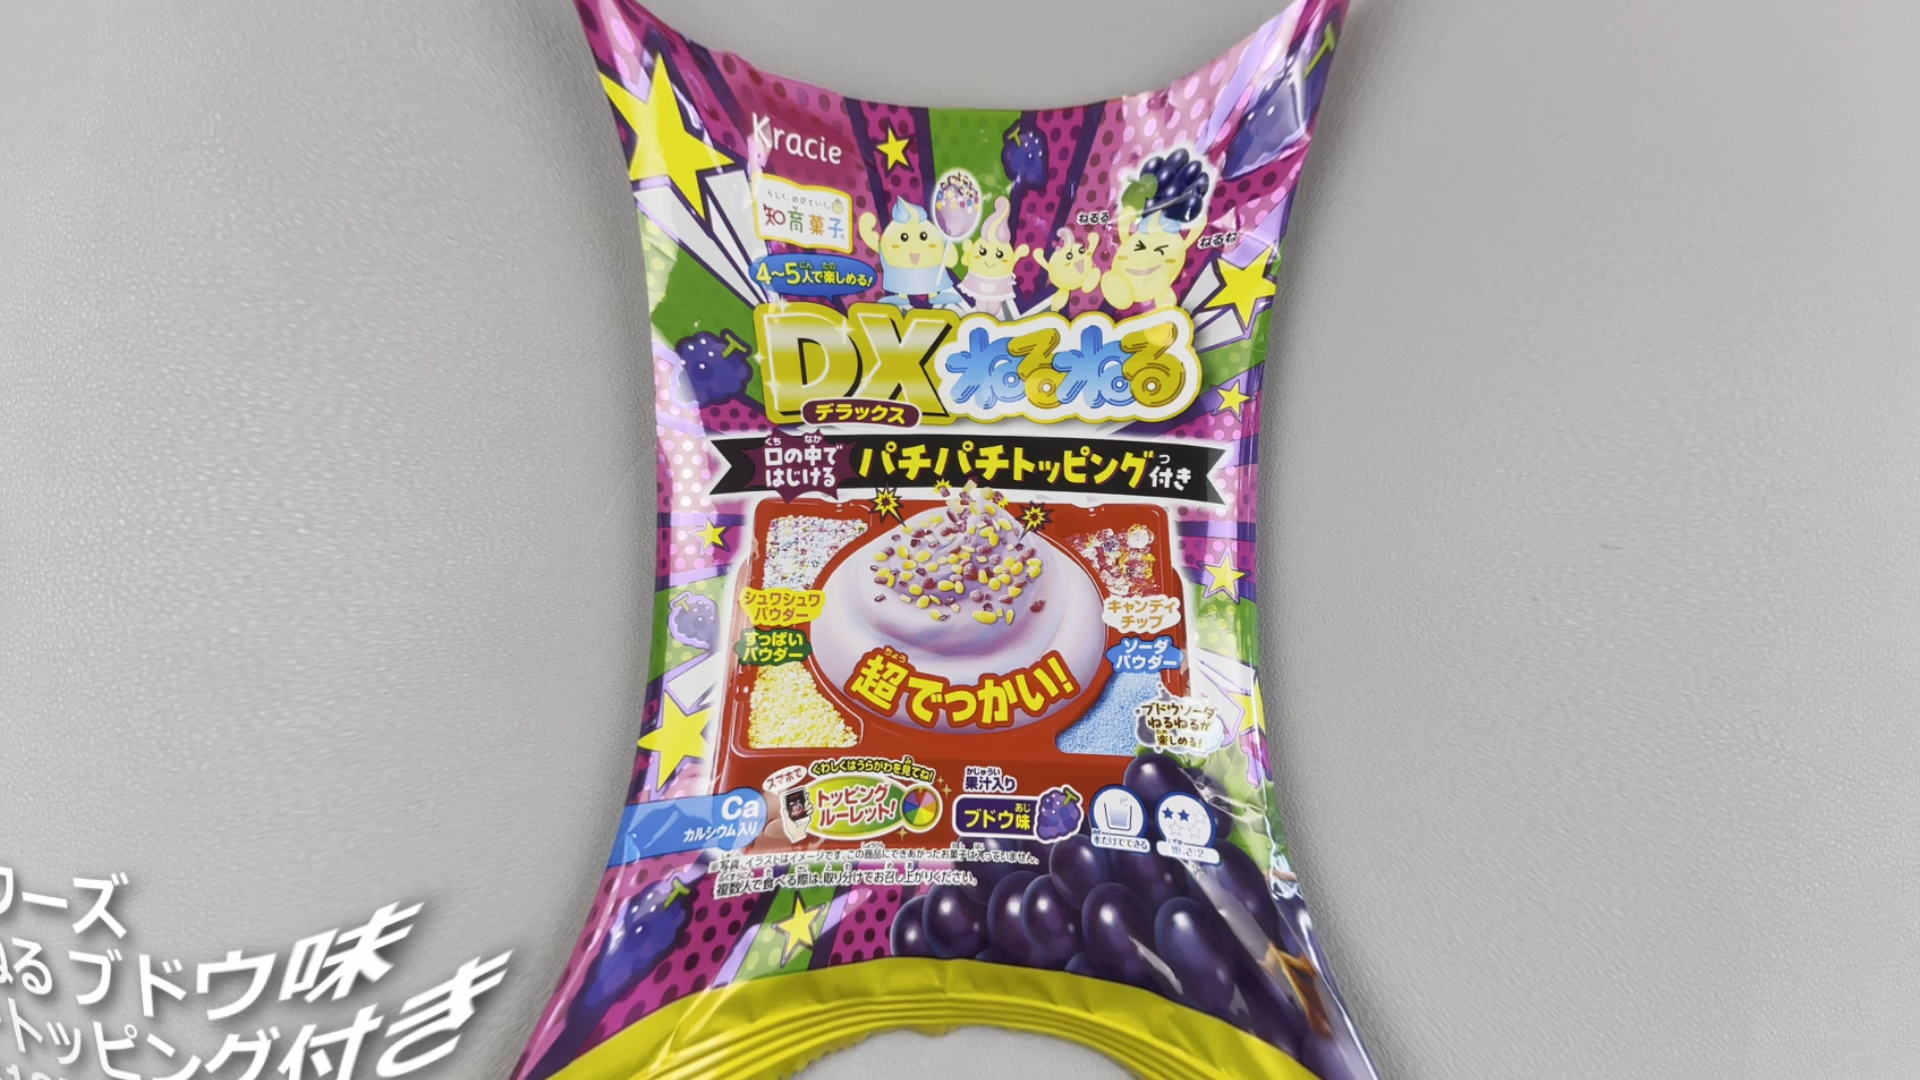 Kracie
知育菓子
ねるる
ねるね
4〜5人で楽しめる!
DXねるねる
デラックス
口の中で
はじける
パチパチトッピング付き
シュワシュワ
パウダー
すっぱい
パウダー
キャンディ
チップ
ソーダ
パウダー
超でっかい!
ブドウソーダ
ねるねるが
楽しめる!
スマホで
くわしくはうらがわを見てね!
トッピング
ルーレット!
果汁入り
ブドウ味
Ca
カルシウム入り
水だけでできる
写真、イラストはイメージです。この商品にできあがったお菓子は入っていません。
複数人で食べる際は、取り分けてお召し上がりください。
ワーズ
ねる ブドウ味
トッピング付き